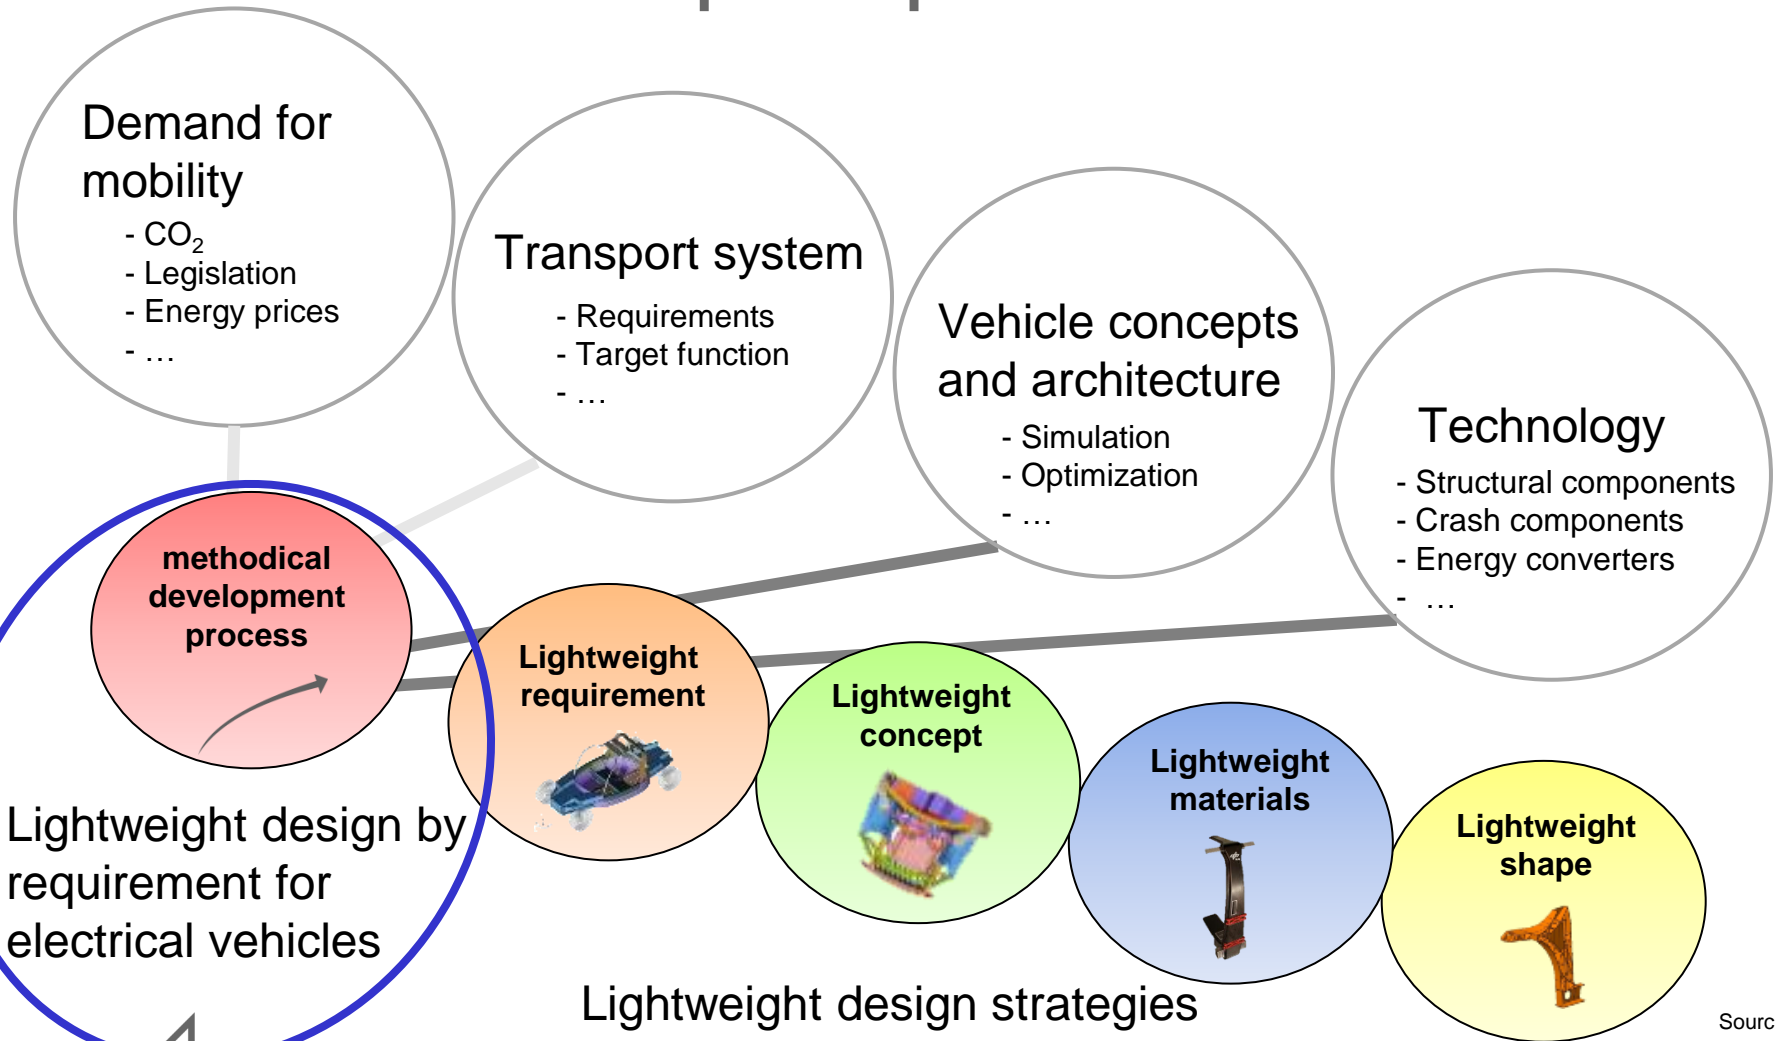 Demand for
mobility
- CO₂
- Legislation
- Energy prices
- …
Transport system
- Requirements
- Target function
- …
Vehicle concepts
and architecture
- Simulation
- Optimization
- …
Technology
- Structural components
- Crash components
- Energy converters
- …
methodical
development
process
Lightweight
requirement
Lightweight
concept
Lightweight
materials
Lightweight
shape
Lightweight design by
requirement for
electrical vehicles
Lightweight design strategies
Sourc